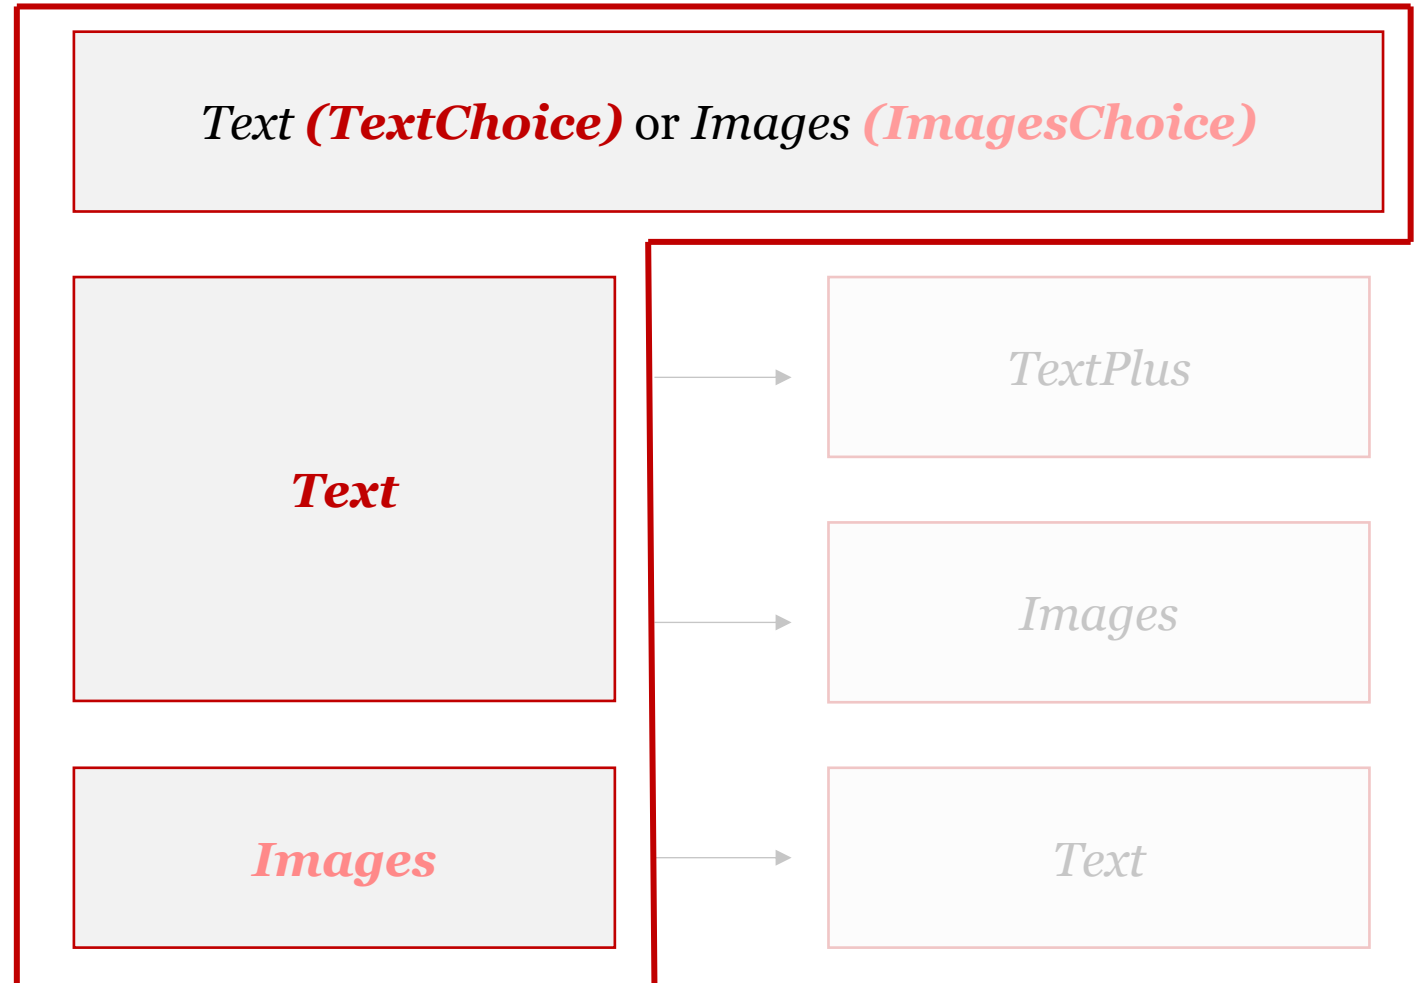 Text (TextChoice) or Images (ImagesChoice)
TextPlus
Text
Images
Images
Text